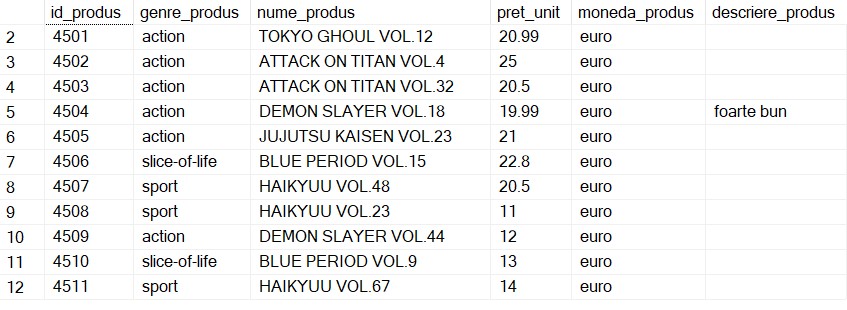 id_produs genre_produs nume_produs pret_unit moneda_produs descriere_produs
2 4501 action TOKYO GHOUL VOL.12 20.99 euro
3 4502 action ATTACK ON TITAN VOL.4 25 euro
4 4503 action ATTACK ON TITAN VOL.32 20.5 euro
5 4504 action DEMON SLAYER VOL.18 19.99 euro foarte bun
6 4505 action JUJUTSU KAISEN VOL.23 21 euro
7 4506 slice-of-life BLUE PERIOD VOL.15 22.8 euro
8 4507 sport HAIKYUU VOL.48 20.5 euro
9 4508 sport HAIKYUU VOL.23 11 euro
10 4509 action DEMON SLAYER VOL.44 12 euro
11 4510 slice-of-life BLUE PERIOD VOL.9 13 euro
12 4511 sport HAIKYUU VOL.67 14 euro